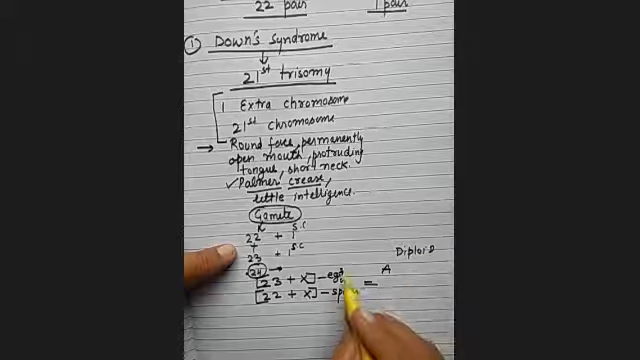 22 pair 1 pair
① Down's syndrome
↓
21st trisomy
1 Extra chromosome
21st chromosome
→ Round face, permanently
open mouth, protruding
tongue, short neck.
✓ Palmer crease,
little intelligence.
Gamete
S.C
22 + 1
23 + 1 S.C
24 →
Diploid
[23 + X] - egg = A
[22 + X] -